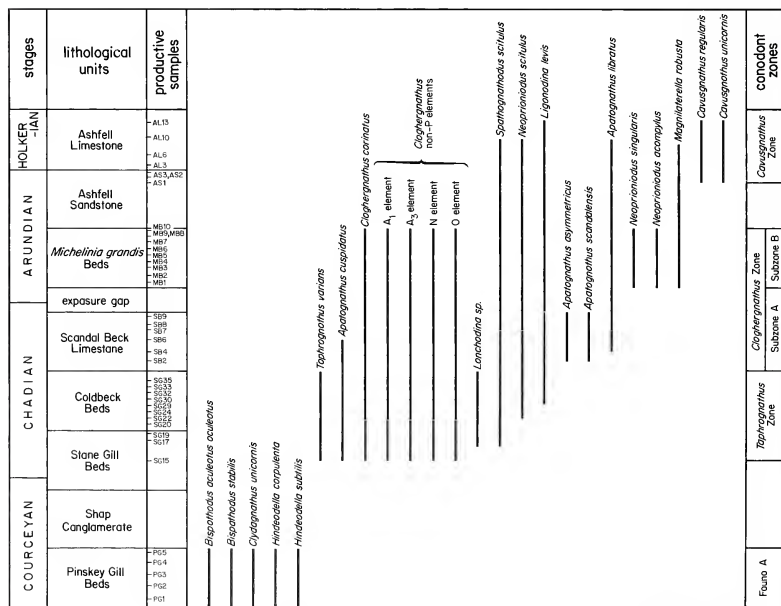 stages
lithological
units
productive
samples
conodont
zones
HOLKER
-IAN
ARUNDIAN
CHADIAN
COURCEYAN
Ashfell
Limestone
Ashfell
Sandstone
Michelinia grandis
Beds
exposure gap
Scandal Beck
Limestane
Coldbeck
Beds
Stane Gill
Beds
Shap
Canglamerate
Pinskey Gill
Beds
AL13
AL10
AL6
AL3
AS3,AS2
AS1
MB10
MB9,MB8
MB7
MB6
MB5
MB4
MB3
MB2
MB1
SB9
SB8
SB7
SB6
SB4
SB2
SG35
SG33
SG32
SG30
SG29
SG24
SG22
SG20
SG19
SG17
SG15
PG5
PG4
PG3
PG2
PG1
Bispathodus aculeatus aculeatus
Bispathodus stabilis
Clydagnathus unicornis
Hindeodella corpulenta
Hindeodella subtilis
Taphrognathus varians
Apatognathus cuspidatus
Cloghergnathus carinatus
Cloghergnathus
non-P elements
A1 element
A3 element
N element
O element
Lonchodina sp.
Spathognathodus scitulus
Neoprioniodus scitulus
Ligonodina levis
Apatognathus asymmetricus
Apatognathus scandalensis
Apatognathus libratus
Neoprioniodus singularis
Neoprioniodus acampylus
Magnilaterella robusta
Cavusgnathus regularis
Cavusgnathus unicornis
Cavusgnathus
Zone
Cloghergnathus Zone
Subzone B
Subzone A
Taphrognathus
Zone
Founo A